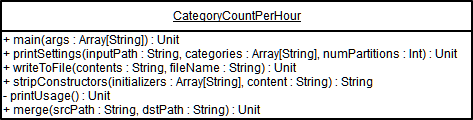 CategoryCountPerHour
+ main(args : Array[String]) : Unit
+ printSettings(inputPath : String, categories : Array[String], numPartitions : Int) : Unit
+ writeToFile(contents : String, fileName : String) : Unit
+ stripConstructors(initializers : Array[String], content : String) : String
- printUsage() : Unit
+ merge(srcPath : String, dstPath : String) : Unit